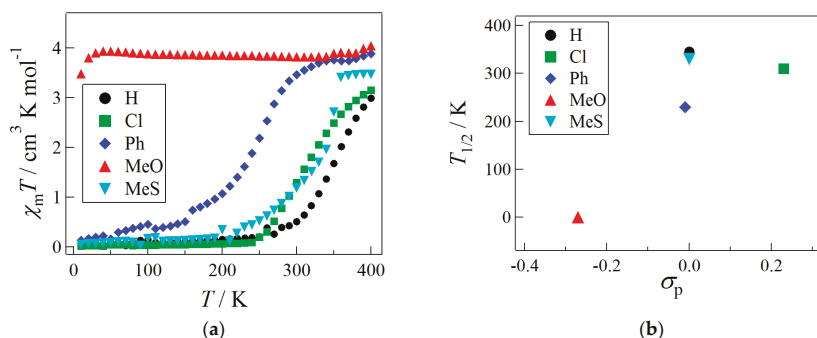 4
3
2
1
0
χmT / cm³ K mol⁻¹
H
Cl
Ph
MeO
MeS
0
100
200
300
400
T / K
(a)
400
300
200
100
0
T1/2 / K
H
Cl
Ph
MeO
MeS
-0.4
-0.2
0.0
0.2
σp
(b)